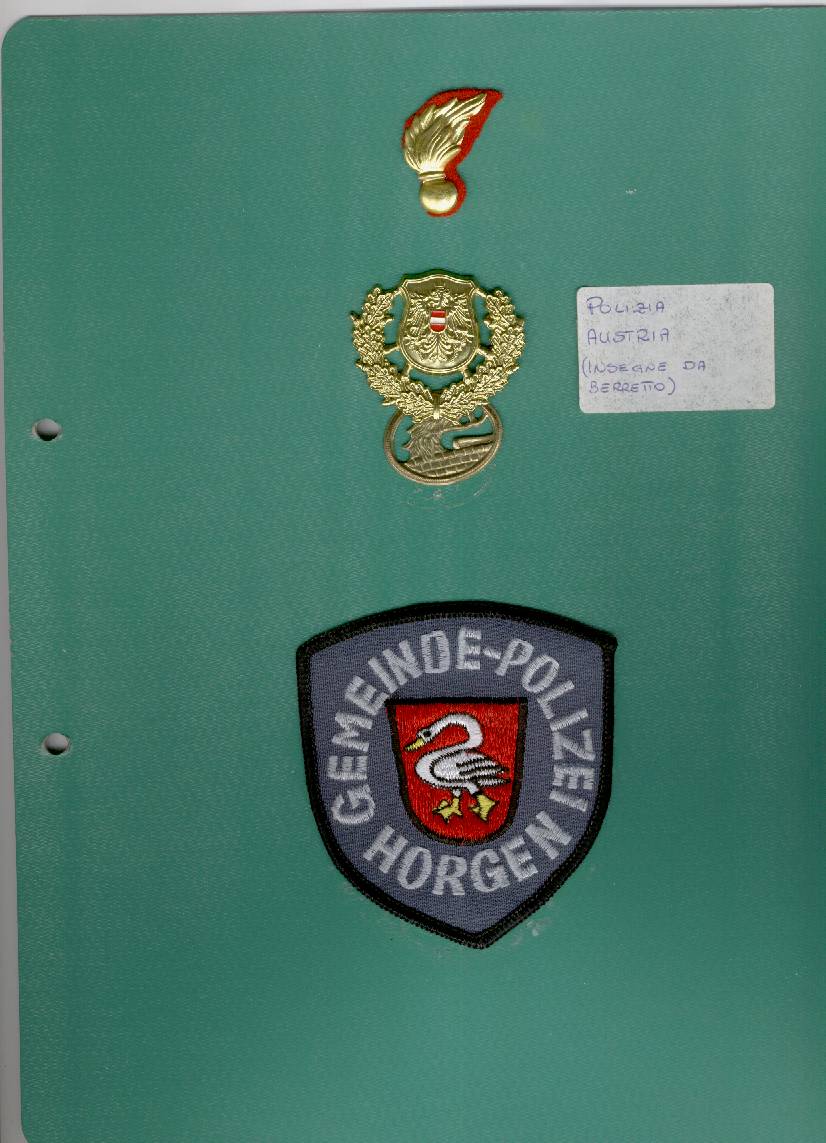 POLIZIA
AUSTRIA
(INSEGNE DA
BERRETTO)
GEMEINDE-POLIZEI
HORGEN